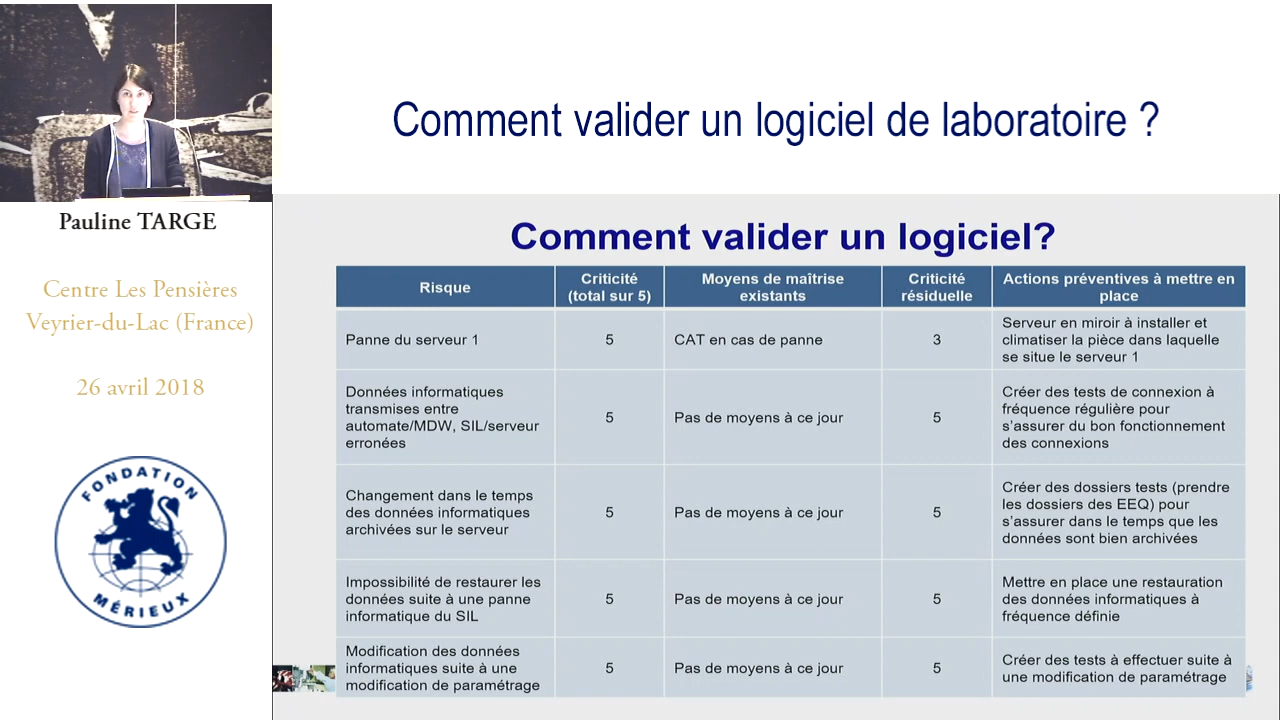 Comment valider un logiciel de laboratoire ?
Pauline TARGE
Centre Les Pensières
Veyrier-du-Lac (France)
26 avril 2018
FONDATION
MÉRIEUX
Comment valider un logiciel?
Risque
Criticité
(total sur 5)
Moyens de maîtrise
existants
Criticité
résiduelle
Actions préventives à mettre en
place
Panne du serveur 1
5
CAT en cas de panne
3
Serveur en miroir à installer et
climatiser la pièce dans laquelle
se situe le serveur 1
Données informatiques
transmises entre
automate/MDW, SIL/serveur
erronées
5
Pas de moyens à ce jour
5
Créer des tests de connexion à
fréquence régulière pour
s'assurer du bon fonctionnement
des connexions
Changement dans le temps
des données informatiques
archivées sur le serveur
5
Pas de moyens à ce jour
5
Créer des dossiers tests (prendre
les dossiers des EEQ) pour
s'assurer dans le temps que les
données sont bien archivées
Impossibilité de restaurer les
données suite à une panne
informatique du SIL
5
Pas de moyens à ce jour
5
Mettre en place une restauration
des données informatiques à
fréquence définie
Modification des données
informatiques suite à une
modification de paramétrage
5
Pas de moyens à ce jour
5
Créer des tests à effectuer suite à
une modification de paramétrage